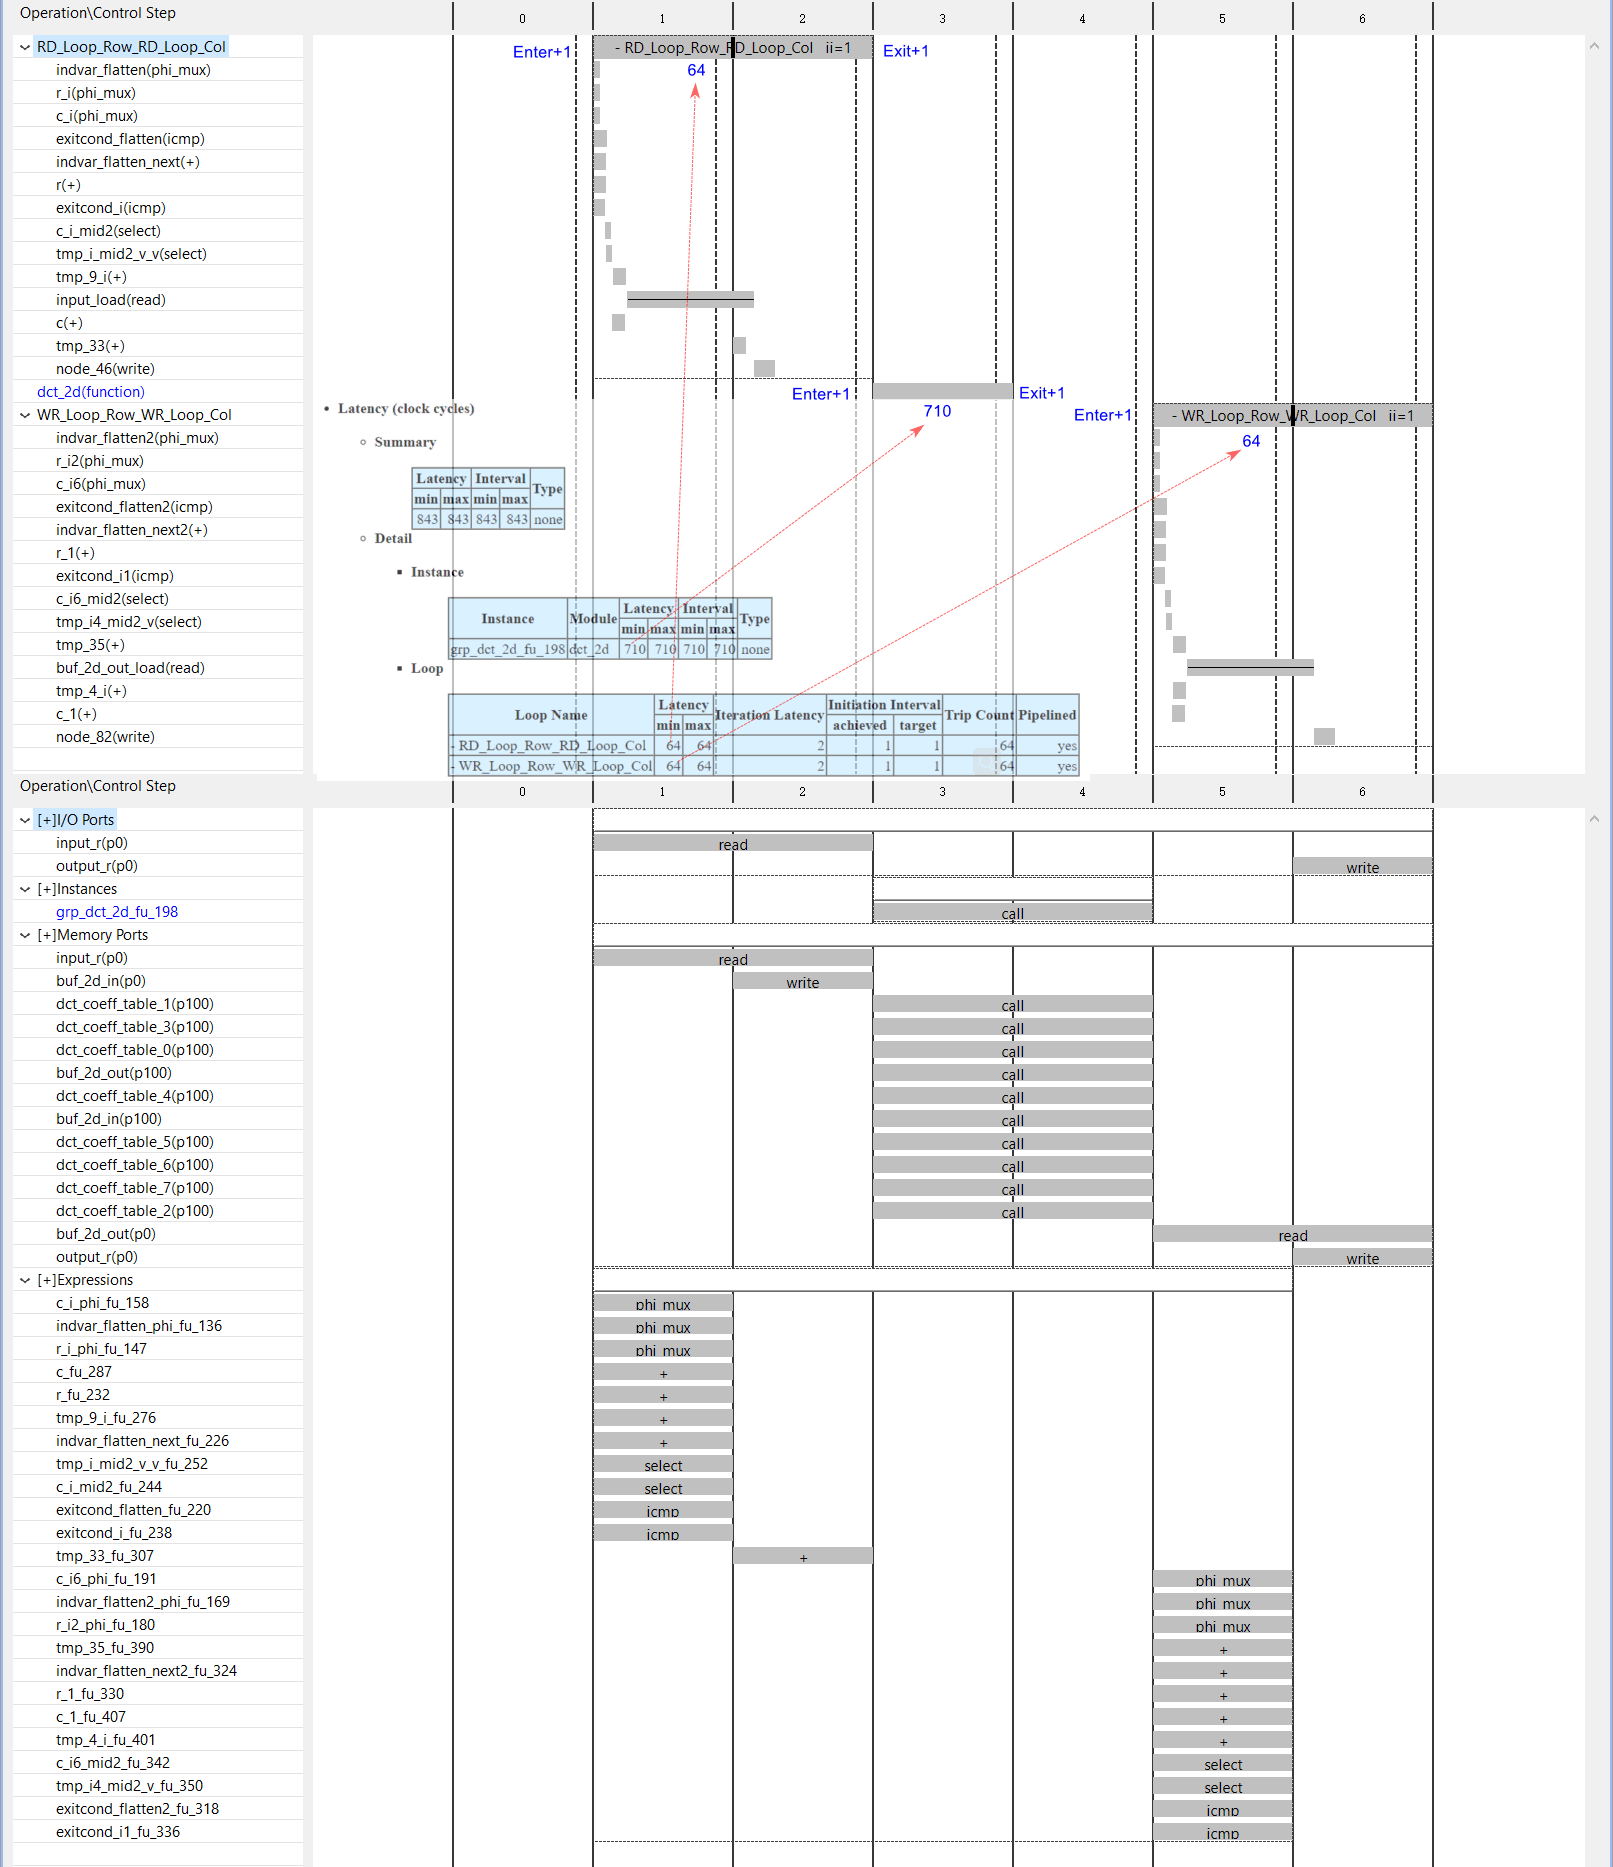 Operation\Control Step 0 1 2 3 4 5 6
RD_Loop_Row_RD_Loop_Col
Enter+1 - RD_Loop_Row_RD_Loop_Col ii=1 Exit+1
indvar_flatten(phi_mux)
64
r_i(phi_mux)
c_i(phi_mux)
exitcond_flatten(icmp)
indvar_flatten_next(+)
r(+)
exitcond_i(icmp)
c_i_mid2(select)
tmp_i_mid2_v_v(select)
tmp_9_i(+)
input_load(read)
c(+)
tmp_33(+)
node_46(write)
dct_2d(function)
Enter+1 Exit+1
710
WR_Loop_Row_WR_Loop_Col
Enter+1 - WR_Loop_Row_WR_Loop_Col ii=1
64
indvar_flatten2(phi_mux)
r_i2(phi_mux)
c_i6(phi_mux)
exitcond_flatten2(icmp)
indvar_flatten_next2(+)
r_1(+)
exitcond_i1(icmp)
c_i6_mid2(select)
tmp_i4_mid2_v(select)
tmp_35(+)
buf_2d_out_load(read)
tmp_4_i(+)
c_1(+)
node_82(write)
Latency (clock cycles)
Summary
Latency Interval Type
min max min max
843 843 843 843 none
Detail
Instance
Instance Module Latency Interval Type
min max min max
grp_dct_2d_fu_198 dct_2d 710 710 710 710 none
Loop
Loop Name Latency Iteration Latency Initiation Interval Trip Count Pipelined
min max achieved target
- RD_Loop_Row_RD_Loop_Col 64 64 2 1 1 64 yes
- WR_Loop_Row_WR_Loop_Col 64 64 2 1 1 64 yes
Operation\Control Step 0 1 2 3 4 5 6
[+]I/O Ports
input_r(p0) read
output_r(p0) write
[+]Instances
grp_dct_2d_fu_198 call
[+]Memory Ports
input_r(p0) read
buf_2d_in(p0) write
dct_coeff_table_1(p100) call
dct_coeff_table_3(p100) call
dct_coeff_table_0(p100) call
buf_2d_out(p100) call
dct_coeff_table_4(p100) call
buf_2d_in(p100) call
dct_coeff_table_5(p100) call
dct_coeff_table_6(p100) call
dct_coeff_table_7(p100) call
dct_coeff_table_2(p100) call
buf_2d_out(p0) read
output_r(p0) write
[+]Expressions
c_i_phi_fu_158 phi_mux
indvar_flatten_phi_fu_136 phi_mux
r_i_phi_fu_147 phi_mux
c_fu_287 +
r_fu_232 +
tmp_9_i_fu_276 +
indvar_flatten_next_fu_226 +
tmp_i_mid2_v_v_fu_252 select
c_i_mid2_fu_244 select
exitcond_flatten_fu_220 icmp
exitcond_i_fu_238 icmp
tmp_33_fu_307 +
c_i6_phi_fu_191 phi_mux
indvar_flatten2_phi_fu_169 phi_mux
r_i2_phi_fu_180 phi_mux
tmp_35_fu_390 +
indvar_flatten_next2_fu_324 +
r_1_fu_330 +
c_1_fu_407 +
tmp_4_i_fu_401 +
c_i6_mid2_fu_342 select
tmp_i4_mid2_v_fu_350 select
exitcond_flatten2_fu_318 icmp
exitcond_i1_fu_336 icmp